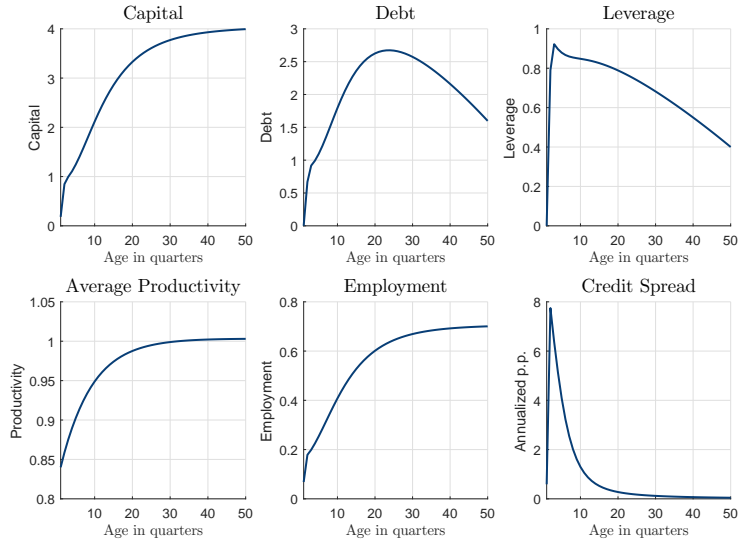 Capital
4
3
2
1
0
Capital
10 20 30 40 50
Age in quarters
Debt
3
2.5
2
1.5
1
0.5
0
Debt
10 20 30 40 50
Age in quarters
Leverage
1
0.8
0.6
0.4
0.2
0
Leverage
10 20 30 40 50
Age in quarters
Average Productivity
1.05
1
0.95
0.9
0.85
0.8
Productivity
10 20 30 40 50
Age in quarters
Employment
0.8
0.6
0.4
0.2
0
Employment
10 20 30 40 50
Age in quarters
Credit Spread
8
6
4
2
0
Annualized p.p.
10 20 30 40 50
Age in quarters